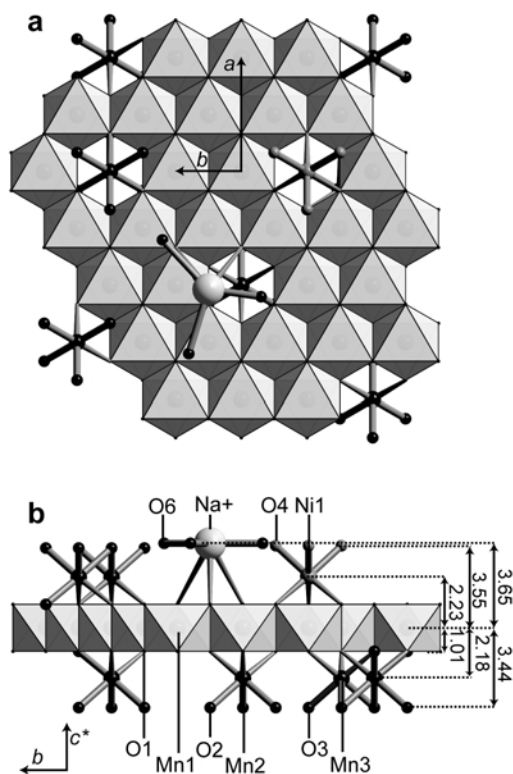 a
a
b
b
O6 Na+ O4 Ni1
2.23 3.55 3.65
1.01 2.18 3.44
O1 Mn1 O2 Mn2 O3 Mn3
c*
b